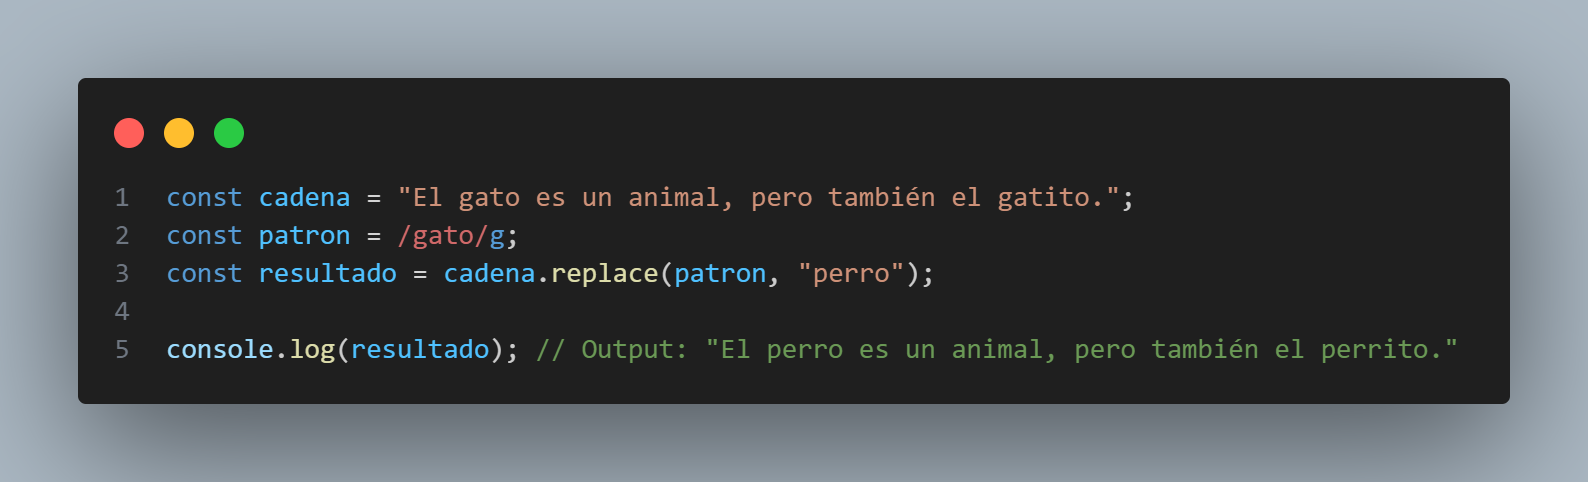 1 const cadena = "El gato es un animal, pero también el gatito.";
2 const patron = /gato/g;
3 const resultado = cadena.replace(patron, "perro");
4
5 console.log(resultado); // Output: "El perro es un animal, pero también el perrito."